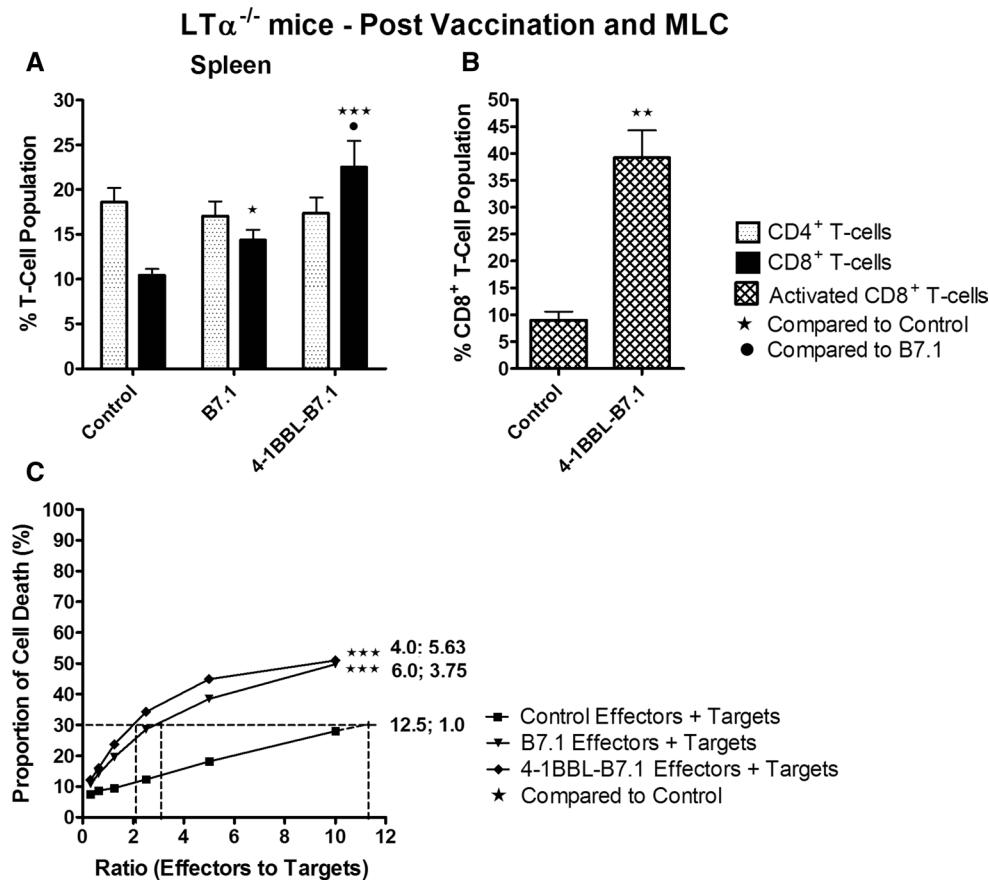 LTα-/- mice - Post Vaccination and MLC
A
Spleen
% T-Cell Population
30
25
20
15
10
5
0
★
★★★
●
Control
B7.1
4-1BBL-B7.1
B
% CD8+ T-Cell Population
50
45
40
35
30
25
20
15
10
5
0
★★
Control
4-1BBL-B7.1
CD4+ T-cells
CD8+ T-cells
Activated CD8+ T-cells
★ Compared to Control
● Compared to B7.1
C
Proportion of Cell Death (%)
100
90
80
70
60
50
40
30
20
10
0
0 2 4 6 8 10 12
Ratio (Effectors to Targets)
★★★ 4.0: 5.63
★★★ 6.0; 3.75
12.5; 1.0
Control Effectors + Targets
B7.1 Effectors + Targets
4-1BBL-B7.1 Effectors + Targets
★ Compared to Control